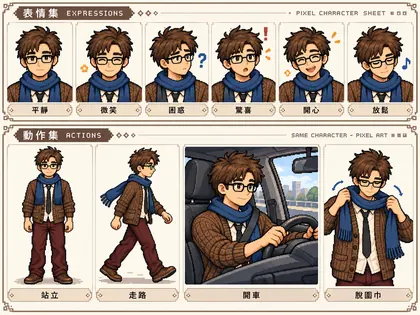 表情集 EXPRESSIONS
PIXEL CHARACTER SHEET
平靜
微笑
困惑
驚喜
開心
放鬆
動作集 ACTIONS
SAME CHARACTER - PIXEL ART
站立
走路
開車
脫圍巾